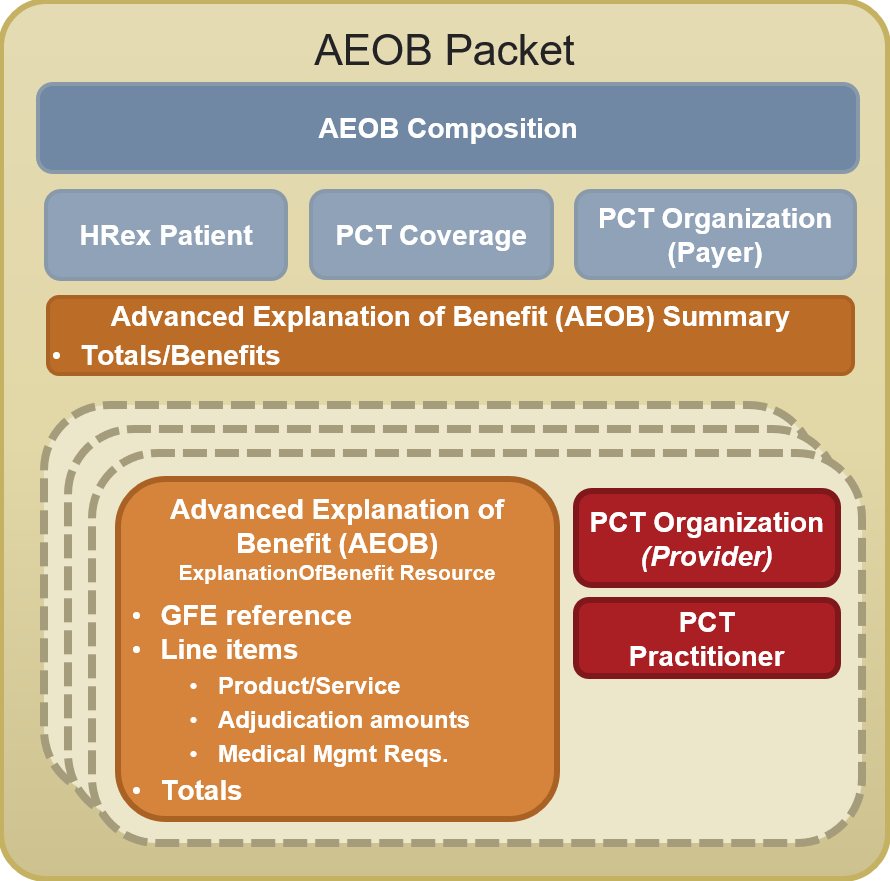 AEOB Packet
AEOB Composition
HRex Patient
PCT Coverage
PCT Organization
(Payer)
Advanced Explanation of Benefit (AEOB) Summary
• Totals/Benefits
Advanced Explanation of
Benefit (AEOB)
ExplanationOfBenefit Resource
• GFE reference
• Line items
• Product/Service
• Adjudication amounts
• Medical Mgmt Reqs.
• Totals
PCT Organization
(Provider)
PCT
Practitioner